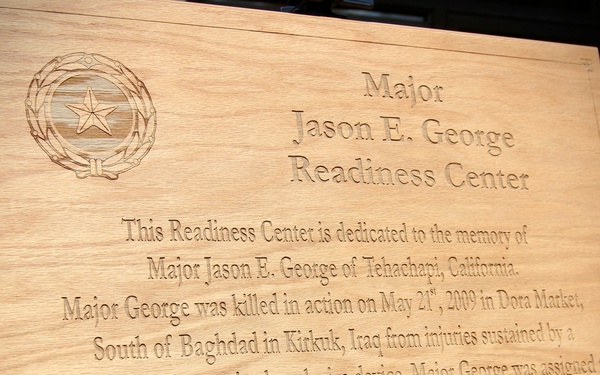 Major
Jason E. George
Readiness Center
This Readiness Center is dedicated to the memory of
Major Jason E. George of Tehachapi, California.
Major George was killed in action on May 21st, 2009 in Dora Market,
South of Baghdad in Kirkuk, Iraq from injuries sustained by a
device. Major George was assigned